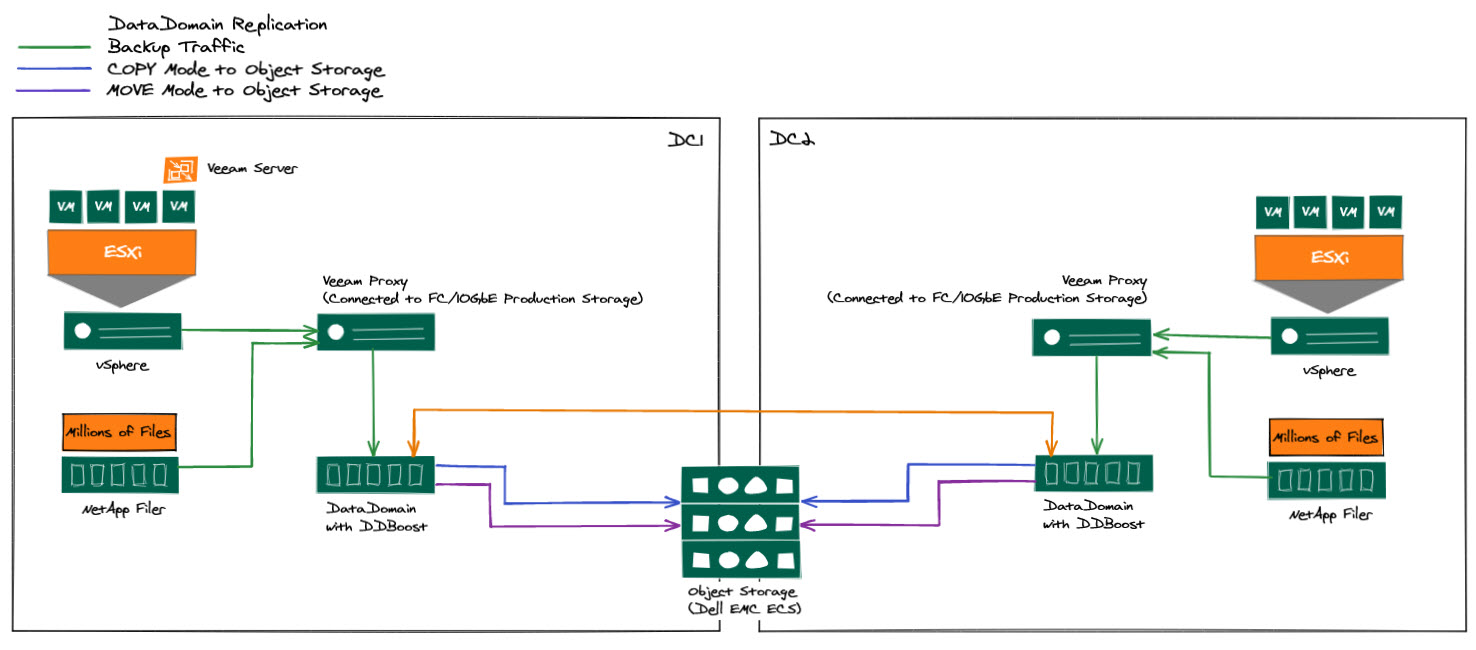 DataDomain Replication
Backup Traffic
COPY Mode to Object Storage
MOVE Mode to Object Storage
DC1
DC2
Veeam Server
VM VM VM VM
ESXi
vSphere
Veeam Proxy
(Connected to FC/10GbE Production Storage)
Millions of Files
NetApp Filer
DataDomain
with DDBoost
Object Storage
(Dell EMC ECS)
VM VM VM VM
ESXi
vSphere
Veeam Proxy
(Connected to FC/10GbE Production Storage)
Millions of Files
NetApp Filer
DataDomain
with DDBoost